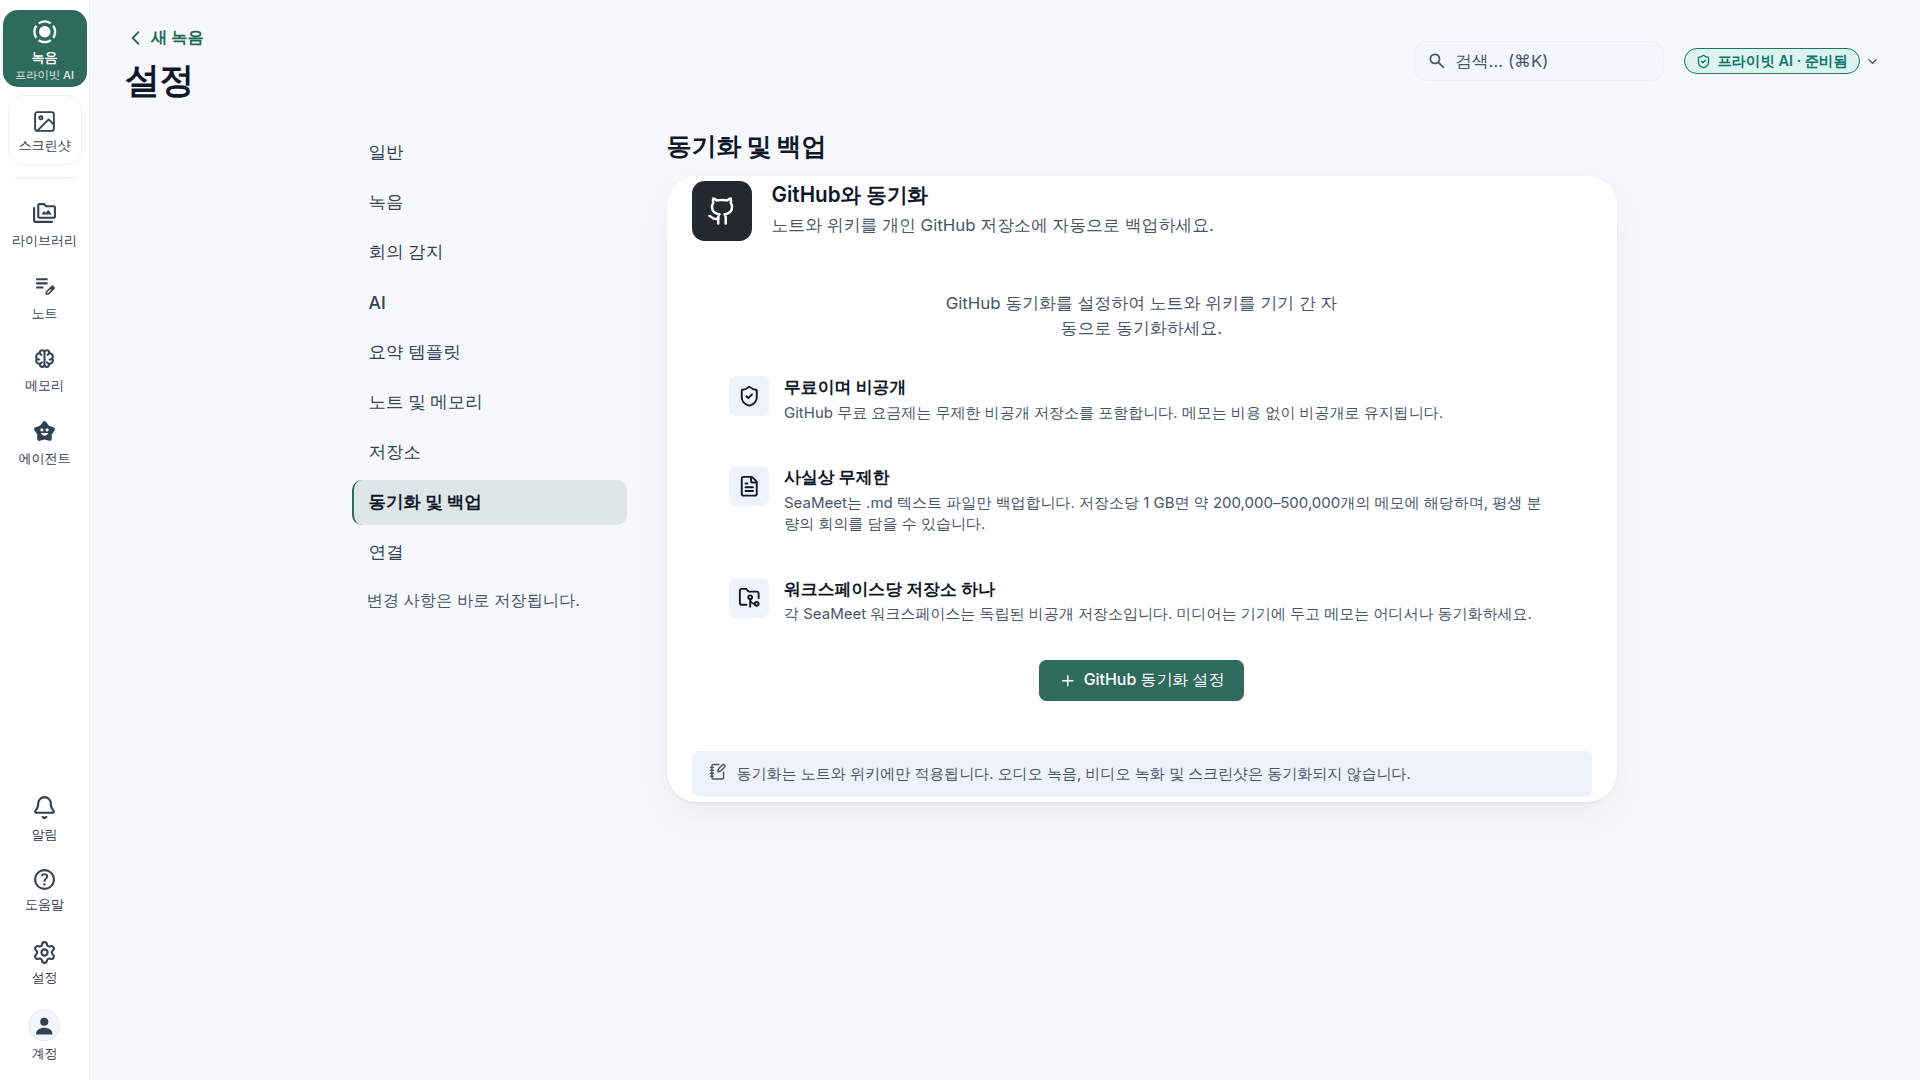 녹음
프라이빗 AI
스크린샷
라이브러리
노트
메모리
에이전트
알림
도움말
설정
계정
새 녹음
설정
검색... (⌘K)
프라이빗 AI · 준비됨
일반
녹음
회의 감지
AI
요약 템플릿
노트 및 메모리
저장소
동기화 및 백업
연결
변경 사항은 바로 저장됩니다.
동기화 및 백업
GitHub와 동기화
노트와 위키를 개인 GitHub 저장소에 자동으로 백업하세요.
GitHub 동기화를 설정하여 노트와 위키를 기기 간 자
동으로 동기화하세요.
무료이며 비공개
GitHub 무료 요금제는 무제한 비공개 저장소를 포함합니다. 메모는 비용 없이 비공개로 유지됩니다.
사실상 무제한
SeaMeet는 .md 텍스트 파일만 백업합니다. 저장소당 1 GB면 약 200,000–500,000개의 메모에 해당하며, 평생 분
량의 회의를 담을 수 있습니다.
워크스페이스당 저장소 하나
각 SeaMeet 워크스페이스는 독립된 비공개 저장소입니다. 미디어는 기기에 두고 메모는 어디서나 동기화하세요.
GitHub 동기화 설정
동기화는 노트와 위키에만 적용됩니다. 오디오 녹음, 비디오 녹화 및 스크린샷은 동기화되지 않습니다.